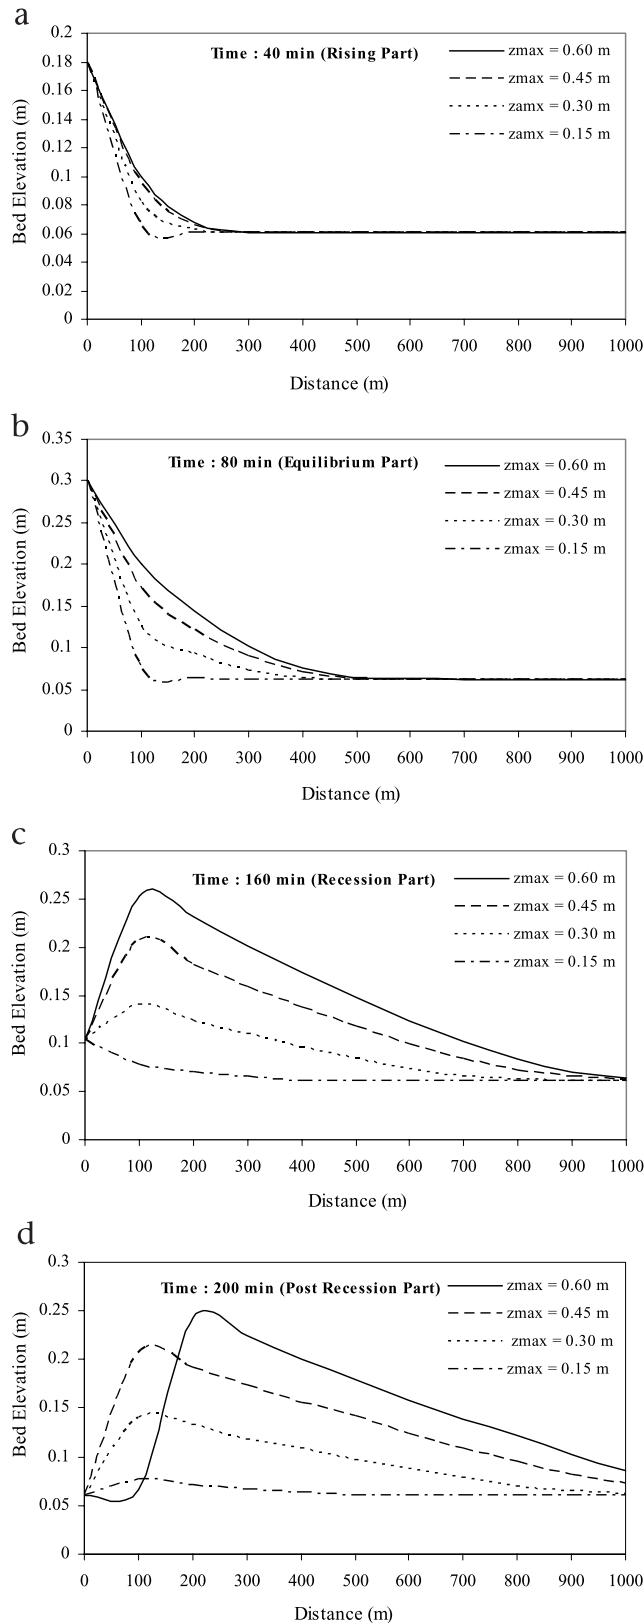 a
Time : 40 min (Rising Part)
zmax = 0.60 m
zmax = 0.45 m
zamx = 0.30 m
zamx = 0.15 m
Bed Elevation (m)
0.2
0.18
0.16
0.14
0.12
0.1
0.08
0.06
0.04
0.02
0
0 100 200 300 400 500 600 700 800 900 1000
Distance (m)
b
Time : 80 min (Equilibrium Part)
zmax = 0.60 m
zmax = 0.45 m
zmax = 0.30 m
zmax = 0.15 m
Bed Elevation (m)
0.35
0.3
0.25
0.2
0.15
0.1
0.05
0
0 100 200 300 400 500 600 700 800 900 1000
Distance (m)
c
Time : 160 min (Recession Part)
zmax = 0.60 m
zmax = 0.45 m
zmax = 0.30 m
zmax = 0.15 m
Bed Elevation (m)
0.3
0.25
0.2
0.15
0.1
0.05
0
0 100 200 300 400 500 600 700 800 900 1000
Distance (m)
d
Time : 200 min (Post Recession Part)
zmax = 0.60 m
zmax = 0.45 m
zmax = 0.30 m
zmax = 0.15 m
Bed Elevation (m)
0.3
0.25
0.2
0.15
0.1
0.05
0
0 100 200 300 400 500 600 700 800 900 1000
Distance (m)